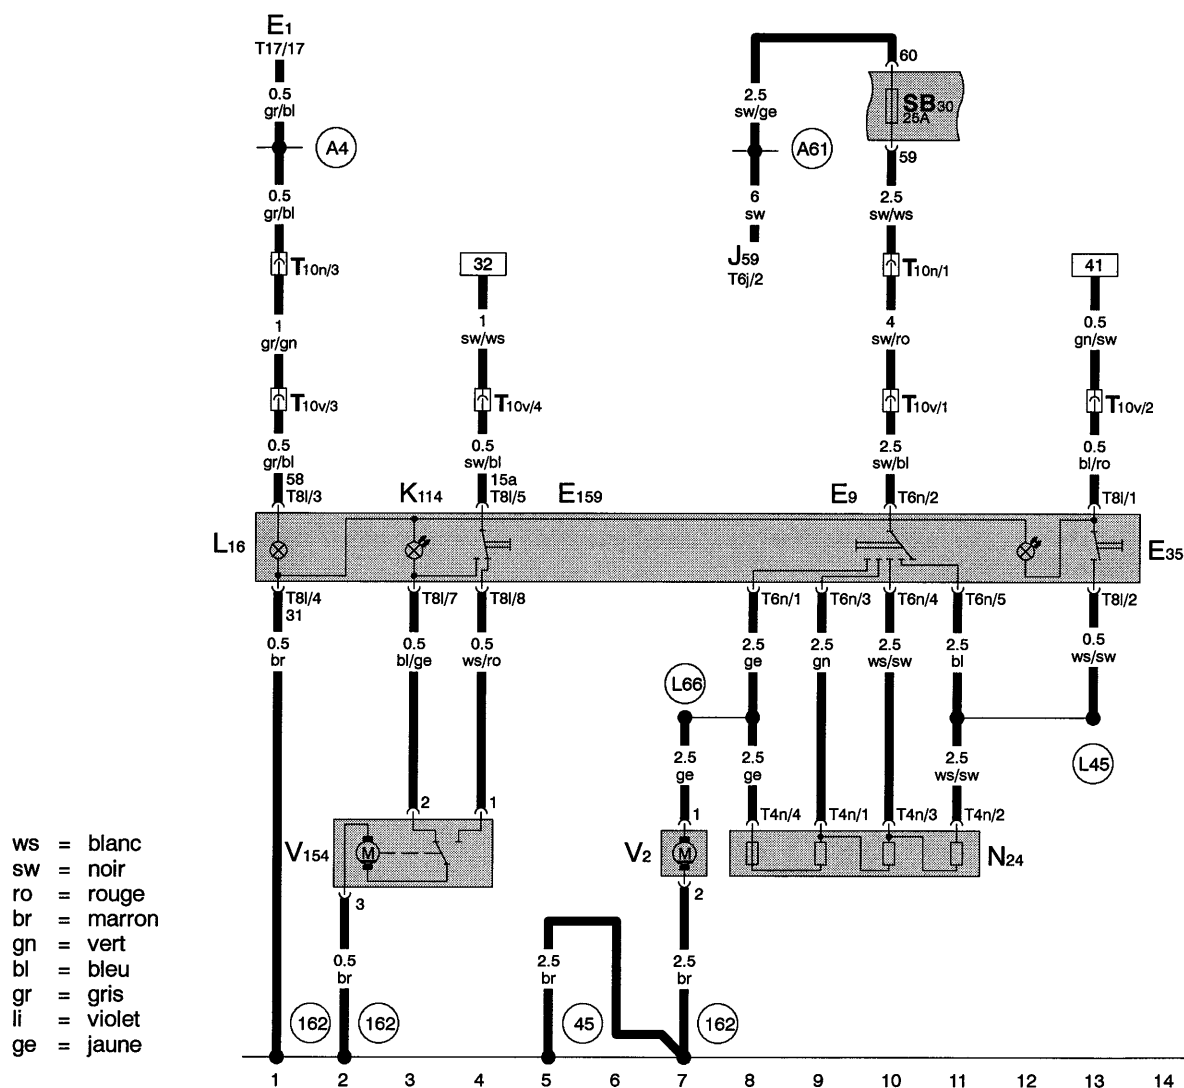 E1
T17/17
0.5
gr/bl
A4
0.5
gr/bl
T10n/3
1
gr/gn
T10v/3
0.5
gr/bl
58
T8l/3
32
1
sw/ws
T10v/4
0.5
sw/bl
15a
T8l/5
60
2.5
sw/ge
SB30
25A
A61
59
6
sw
J59
T6j/2
2.5
sw/ws
T10n/1
4
sw/ro
T10v/1
2.5
sw/bl
T6n/2
41
0.5
gn/sw
T10v/2
0.5
bl/ro
T8l/1
K114
E159
E9
L16
E35
T8l/4
31
T8l/7
T8l/8
T6n/1
T6n/3
T6n/4
T6n/5
T8l/2
0.5
br
0.5
bl/ge
0.5
ws/ro
2.5
ge
2.5
gn
2.5
ws/sw
2.5
bl
0.5
ws/sw
L66
L45
2.5
ge
2.5
ge
2.5
ws/sw
2
1
1
T4n/4
T4n/1
T4n/3
T4n/2
V154
M
V2
M
N24
3
2
0.5
br
2.5
br
2.5
br
162
162
45
162
ws = blanc
sw = noir
ro = rouge
br = marron
gn = vert
bl = bleu
gr = gris
li = violet
ge = jaune
1 2 3 4 5 6 7 8 9 10 11 12 13 14